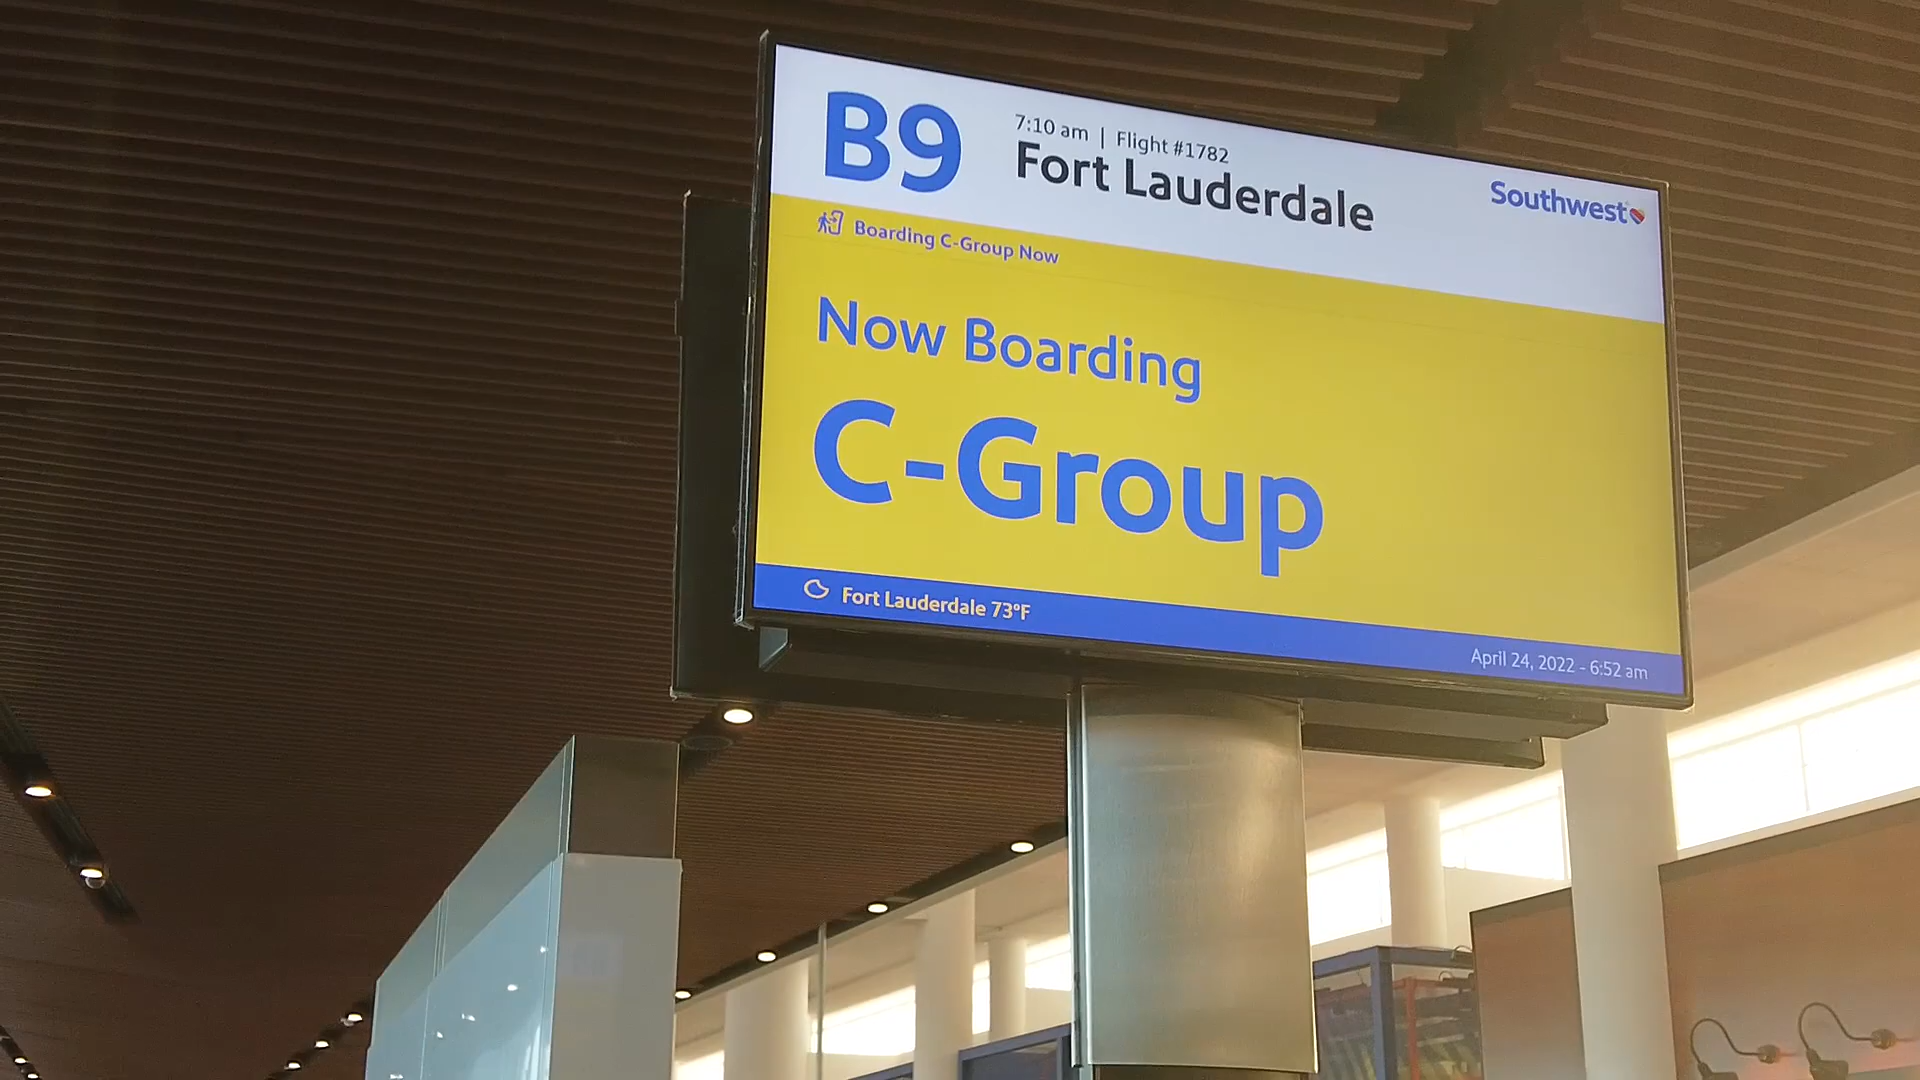 B9
7:10 am | Flight #1782
Fort Lauderdale
Southwest
Boarding C-Group Now
Now Boarding
C-Group
Fort Lauderdale 73ºF
April 24, 2022 - 6:52 am